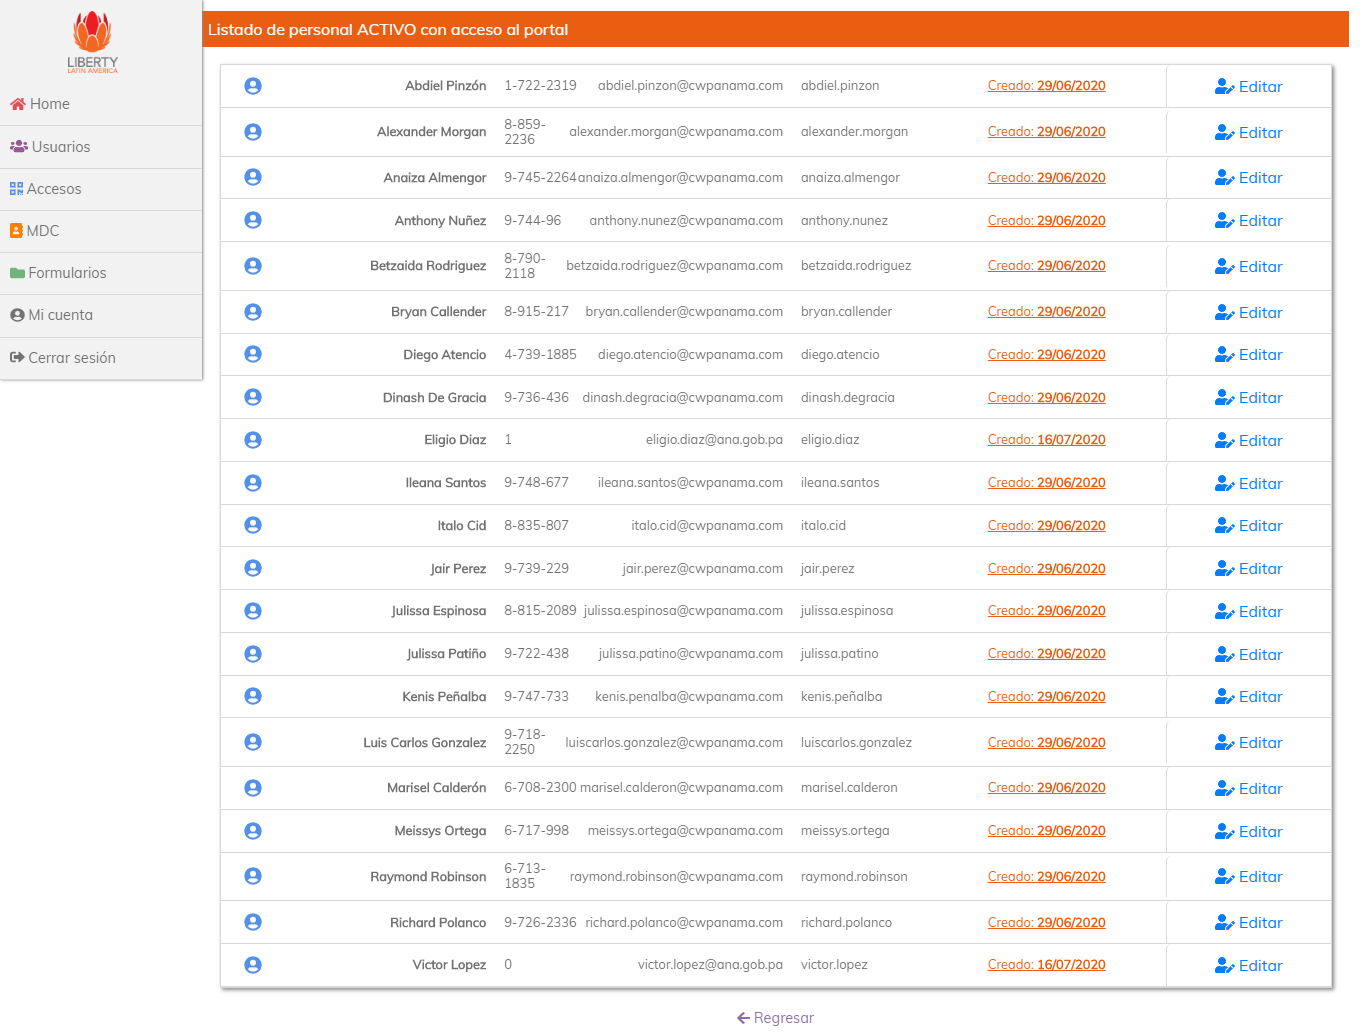 LIBERTY
LATIN AMERICA
Home
Usuarios
Accesos
MDC
Formularios
Mi cuenta
Cerrar sesión
Listado de personal ACTIVO con acceso al portal
Abdiel Pinzón 1-722-2319 abdiel.pinzon@cwpanama.com abdiel.pinzon Creado: 29/06/2020 Editar
Alexander Morgan 8-859-2236 alexander.morgan@cwpanama.com alexander.morgan Creado: 29/06/2020 Editar
Anaiza Almengor 9-745-2264 anaiza.almengor@cwpanama.com anaiza.almengor Creado: 29/06/2020 Editar
Anthony Nuñez 9-744-96 anthony.nunez@cwpanama.com anthony.nunez Creado: 29/06/2020 Editar
Betzaida Rodriguez 8-790-2118 betzaida.rodriguez@cwpanama.com betzaida.rodriguez Creado: 29/06/2020 Editar
Bryan Callender 8-915-217 bryan.callender@cwpanama.com bryan.callender Creado: 29/06/2020 Editar
Diego Atencio 4-739-1885 diego.atencio@cwpanama.com diego.atencio Creado: 29/06/2020 Editar
Dinash De Gracia 9-736-436 dinash.degracia@cwpanama.com dinash.degracia Creado: 29/06/2020 Editar
Eligio Diaz 1 eligio.diaz@ana.gob.pa eligio.diaz Creado: 16/07/2020 Editar
Ileana Santos 9-748-677 ileana.santos@cwpanama.com ileana.santos Creado: 29/06/2020 Editar
Italo Cid 8-835-807 italo.cid@cwpanama.com italo.cid Creado: 29/06/2020 Editar
Jair Perez 9-739-229 jair.perez@cwpanama.com jair.perez Creado: 29/06/2020 Editar
Julissa Espinosa 8-815-2089 julissa.espinosa@cwpanama.com julissa.espinosa Creado: 29/06/2020 Editar
Julissa Patiño 9-722-438 julissa.patino@cwpanama.com julissa.patino Creado: 29/06/2020 Editar
Kenis Peñalba 9-747-733 kenis.penalba@cwpanama.com kenis.peñalba Creado: 29/06/2020 Editar
Luis Carlos Gonzalez 9-718-2250 luiscarlos.gonzalez@cwpanama.com luiscarlos.gonzalez Creado: 29/06/2020 Editar
Marisel Calderón 6-708-2300 marisel.calderon@cwpanama.com marisel.calderon Creado: 29/06/2020 Editar
Meissys Ortega 6-717-998 meissys.ortega@cwpanama.com meissys.ortega Creado: 29/06/2020 Editar
Raymond Robinson 6-713-1835 raymond.robinson@cwpanama.com raymond.robinson Creado: 29/06/2020 Editar
Richard Polanco 9-726-2336 richard.polanco@cwpanama.com richard.polanco Creado: 29/06/2020 Editar
Victor Lopez 0 victor.lopez@ana.gob.pa victor.lopez Creado: 16/07/2020 Editar
Regresar